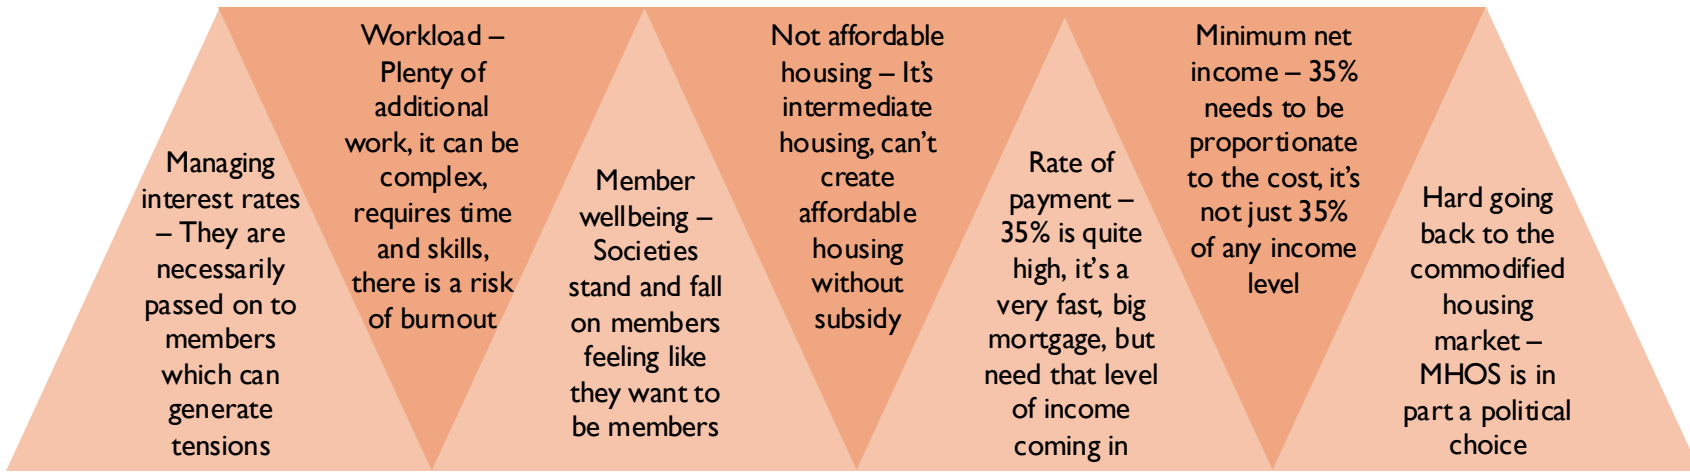 Managing
interest rates
– They are
necessarily
passed on to
members
which can
generate
tensions
Workload –
Plenty of
additional
work, it can be
complex,
requires time
and skills,
there is a risk
of burnout
Member
wellbeing –
Societies
stand and fall
on members
feeling like
they want to
be members
Not affordable
housing – It’s
intermediate
housing, can’t
create
affordable
housing
without
subsidy
Rate of
payment –
35% is quite
high, it’s a
very fast, big
mortgage, but
need that level
of income
coming in
Minimum net
income – 35%
needs to be
proportionate
to the cost, it’s
not just 35%
of any income
level
Hard going
back to the
commodified
housing
market –
MHOS is in
part a political
choice